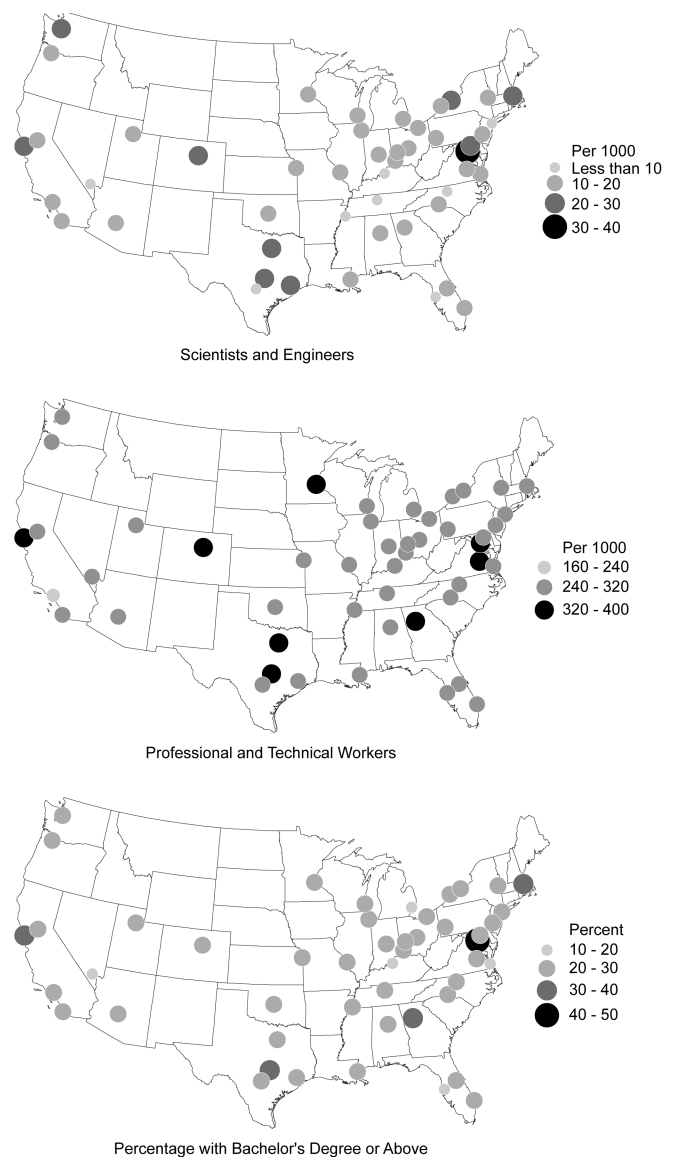 Per 1000
Less than 10
10 - 20
20 - 30
30 - 40
Scientists and Engineers
Per 1000
160 - 240
240 - 320
320 - 400
Professional and Technical Workers
Percent
10 - 20
20 - 30
30 - 40
40 - 50
Percentage with Bachelor's Degree or Above